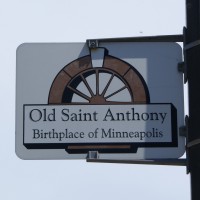 Old Saint Anthony
Birthplace of Minneapolis